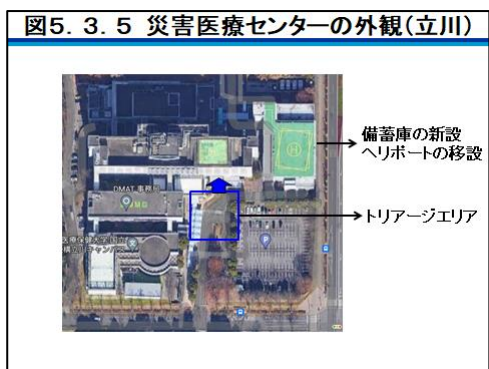 図5．3．5 災害医療センターの外観(立川)
備蓄庫の新設
ヘリポートの移設
H
DMAT 事務局
トリアージエリア
P